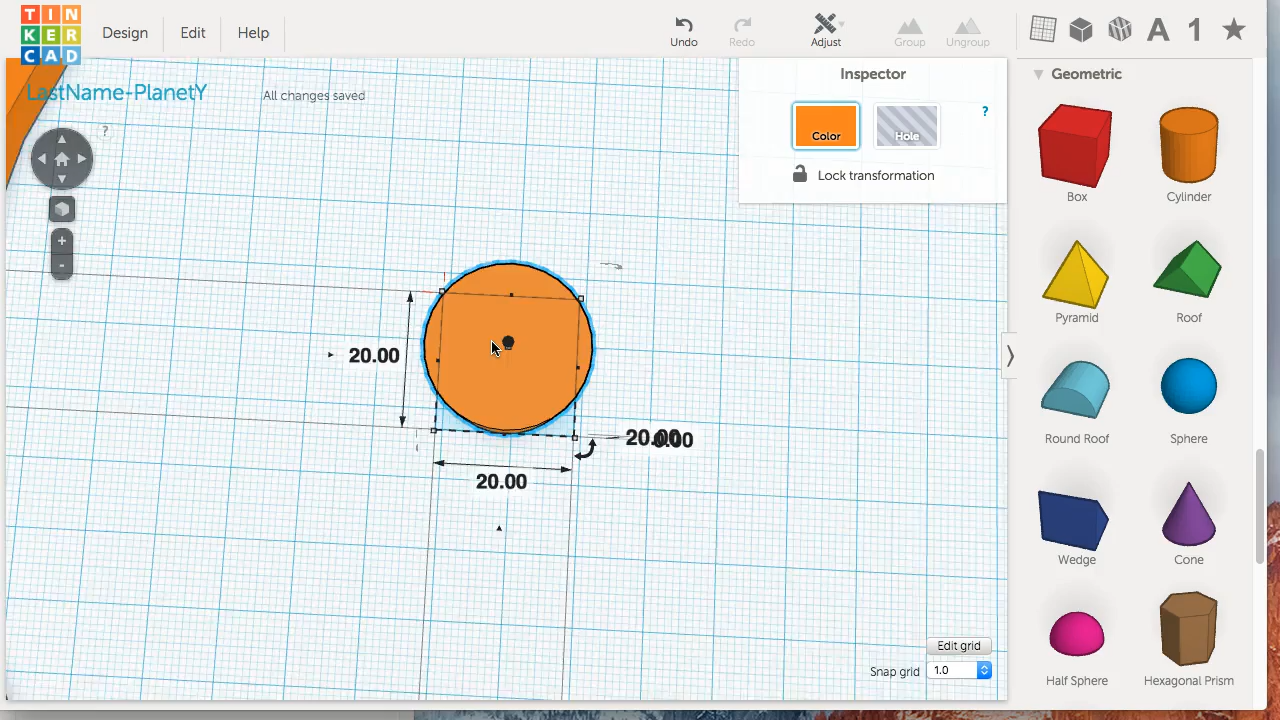 TIN
KER
CAD
Design
Edit
Help
Undo
Redo
Adjust
Group
Ungroup
A
1
LastName-PlanetY
All changes saved
?
+
-
Inspector
Color
Hole
?
Lock transformation
20.00
20.00
0.00
20.00
Edit grid
Snap grid
1.0
Geometric
Box
Cylinder
Pyramid
Roof
Round Roof
Sphere
Wedge
Cone
Half Sphere
Hexagonal Prism